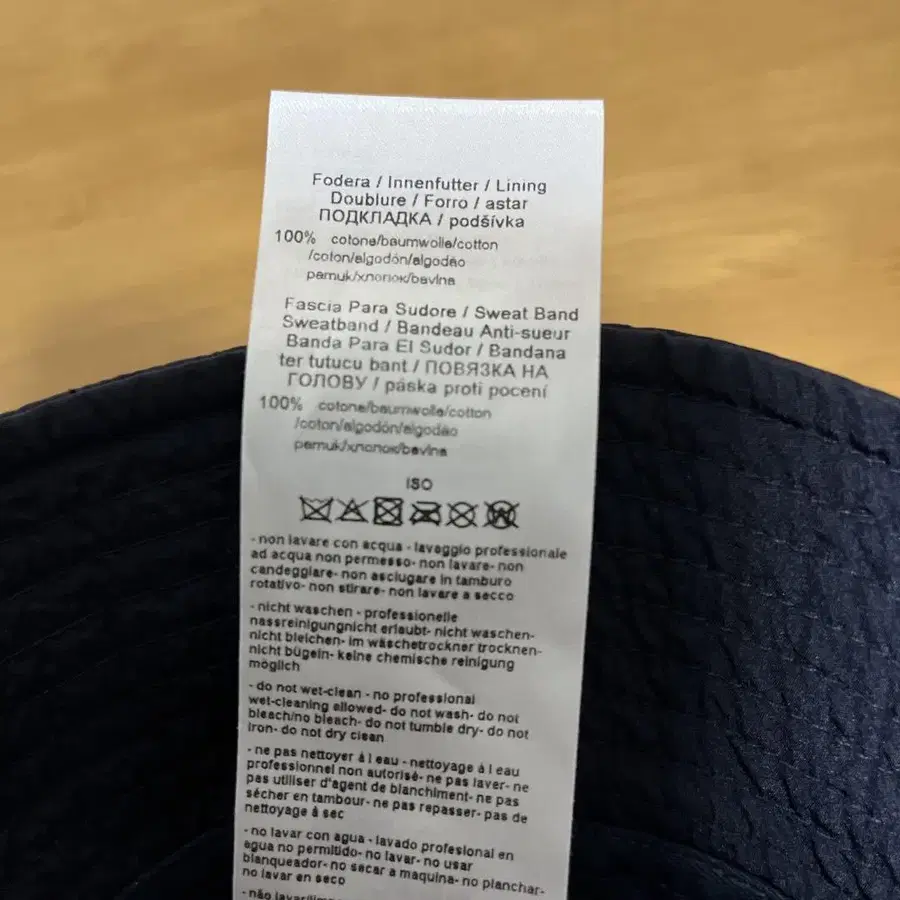 Fodera / Innenfutter / Lining
Doublure / Forro / astar
ПОДКЛАДКА / podšívka
100% cotone/baumwolle/cotton
/coton/algodón/algodão
pamuk/хлопок/bavlna
Fascia Para Sudore / Sweat Band
Sweatband / Bandeau Anti-sueur
Banda Para El Sudor / Bandana
ter tutucu bant / ПОВЯЗКА НА
ГОЛОВУ / páska proti pocení
100% cotone/baumwolle/cotton
/coton/algodón/algodão
pamuk/хлопок/bavlna
ISO
- non lavare con acqua - lavaggio professionale
ad acqua non permesso- non lavare- non
candeggiare- non asciugare in tamburo
rotativo- non stirare- non lavare a secco
- nicht waschen - professionelle
nassreinigungnicht erlaubt- nicht waschen-
nicht bleichen- im wäschetrockner trocknen-
nicht bügeln- keine chemische reinigung
möglich
- do not wet-clean - no professional
wet-cleaning allowed- do not wash- do not
bleach/no bleach- do not tumble dry- do not
iron- do not dry clean
- ne pas nettoyer à l eau - nettoyage à l eau
professionnel non autorisé- ne pas laver- ne
pas utiliser d'agent de blanchiment- ne pas
sécher en tambour- ne pas repasser- pas de
nettoyage à sec
- no lavar con agua - lavado profesional en
agua no permitido- no lavar- no usar
blanqueador- no secar a maquina- no planchar-
no lavar en seco
- não